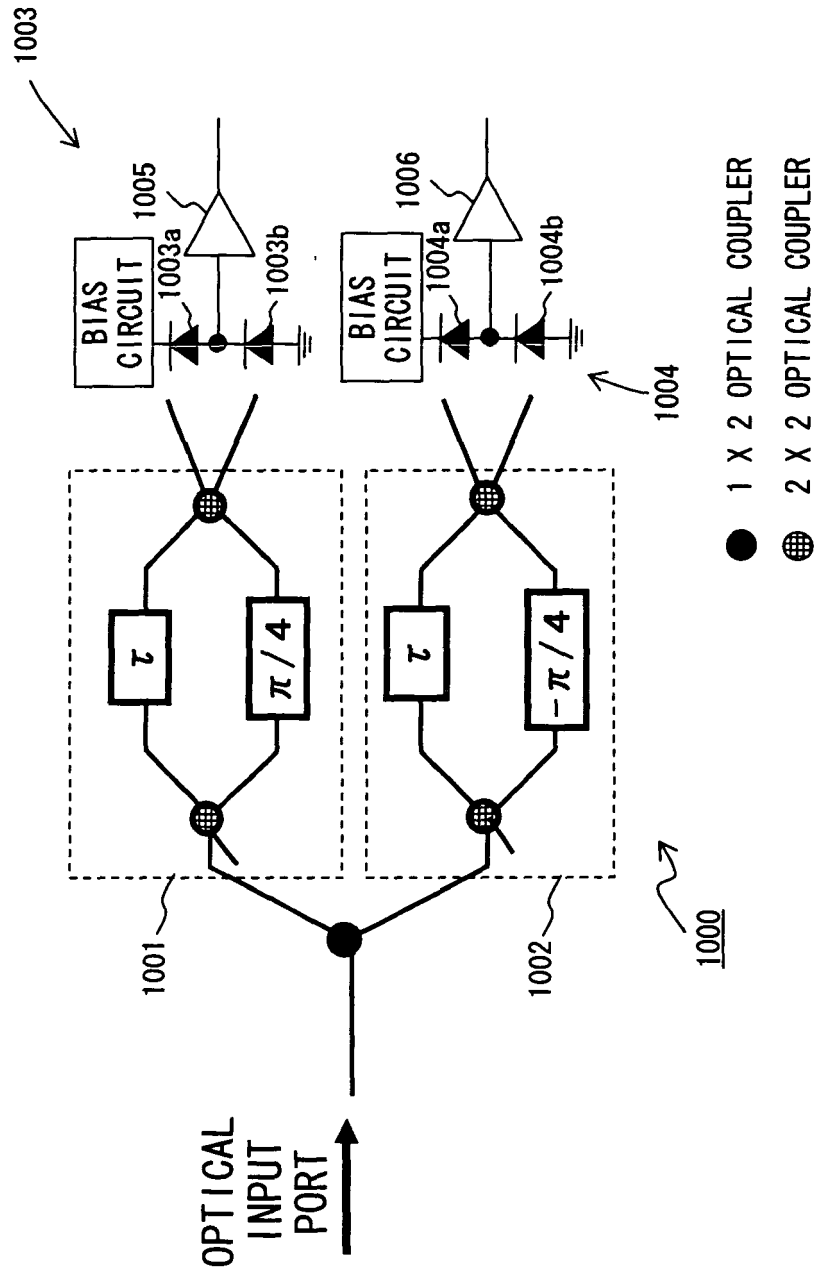 1003
BIAS
CIRCUIT
1005
1003a
1003b
τ
π/4
1001
OPTICAL
INPUT
PORT
BIAS
CIRCUIT
1006
1004a
1004b
τ
-π/4
1002
1004
1000
1 X 2 OPTICAL COUPLER
2 X 2 OPTICAL COUPLER